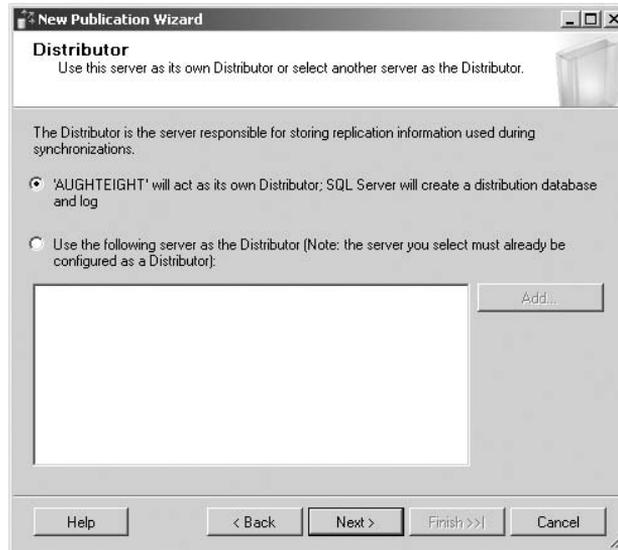 New Publication Wizard
Distributor
Use this server as its own Distributor or select another server as the Distributor.
The Distributor is the server responsible for storing replication information used during
synchronizations.
'AUGHTEIGHT' will act as its own Distributor; SQL Server will create a distribution database
and log
Use the following server as the Distributor (Note: the server you select must already be
configured as a Distributor):
Add...
Help
< Back
Next >
Finish >>|
Cancel